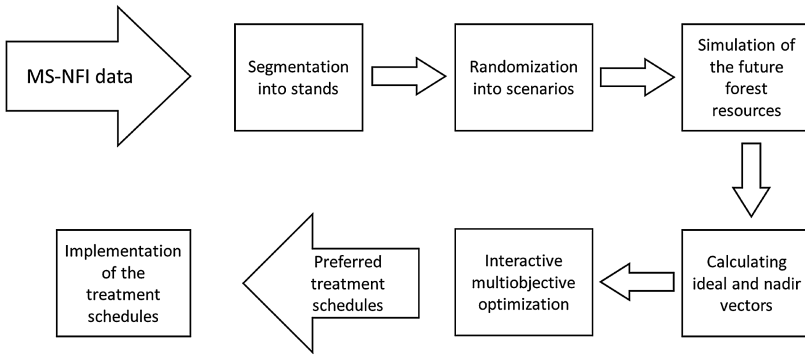 MS-NFI data
Segmentation
into stands
Randomization
into scenarios
Simulation of
the future
forest
resources
Calculating
ideal and nadir
vectors
Interactive
multiobjective
optimization
Preferred
treatment
schedules
Implementation
of the
treatment
schedules